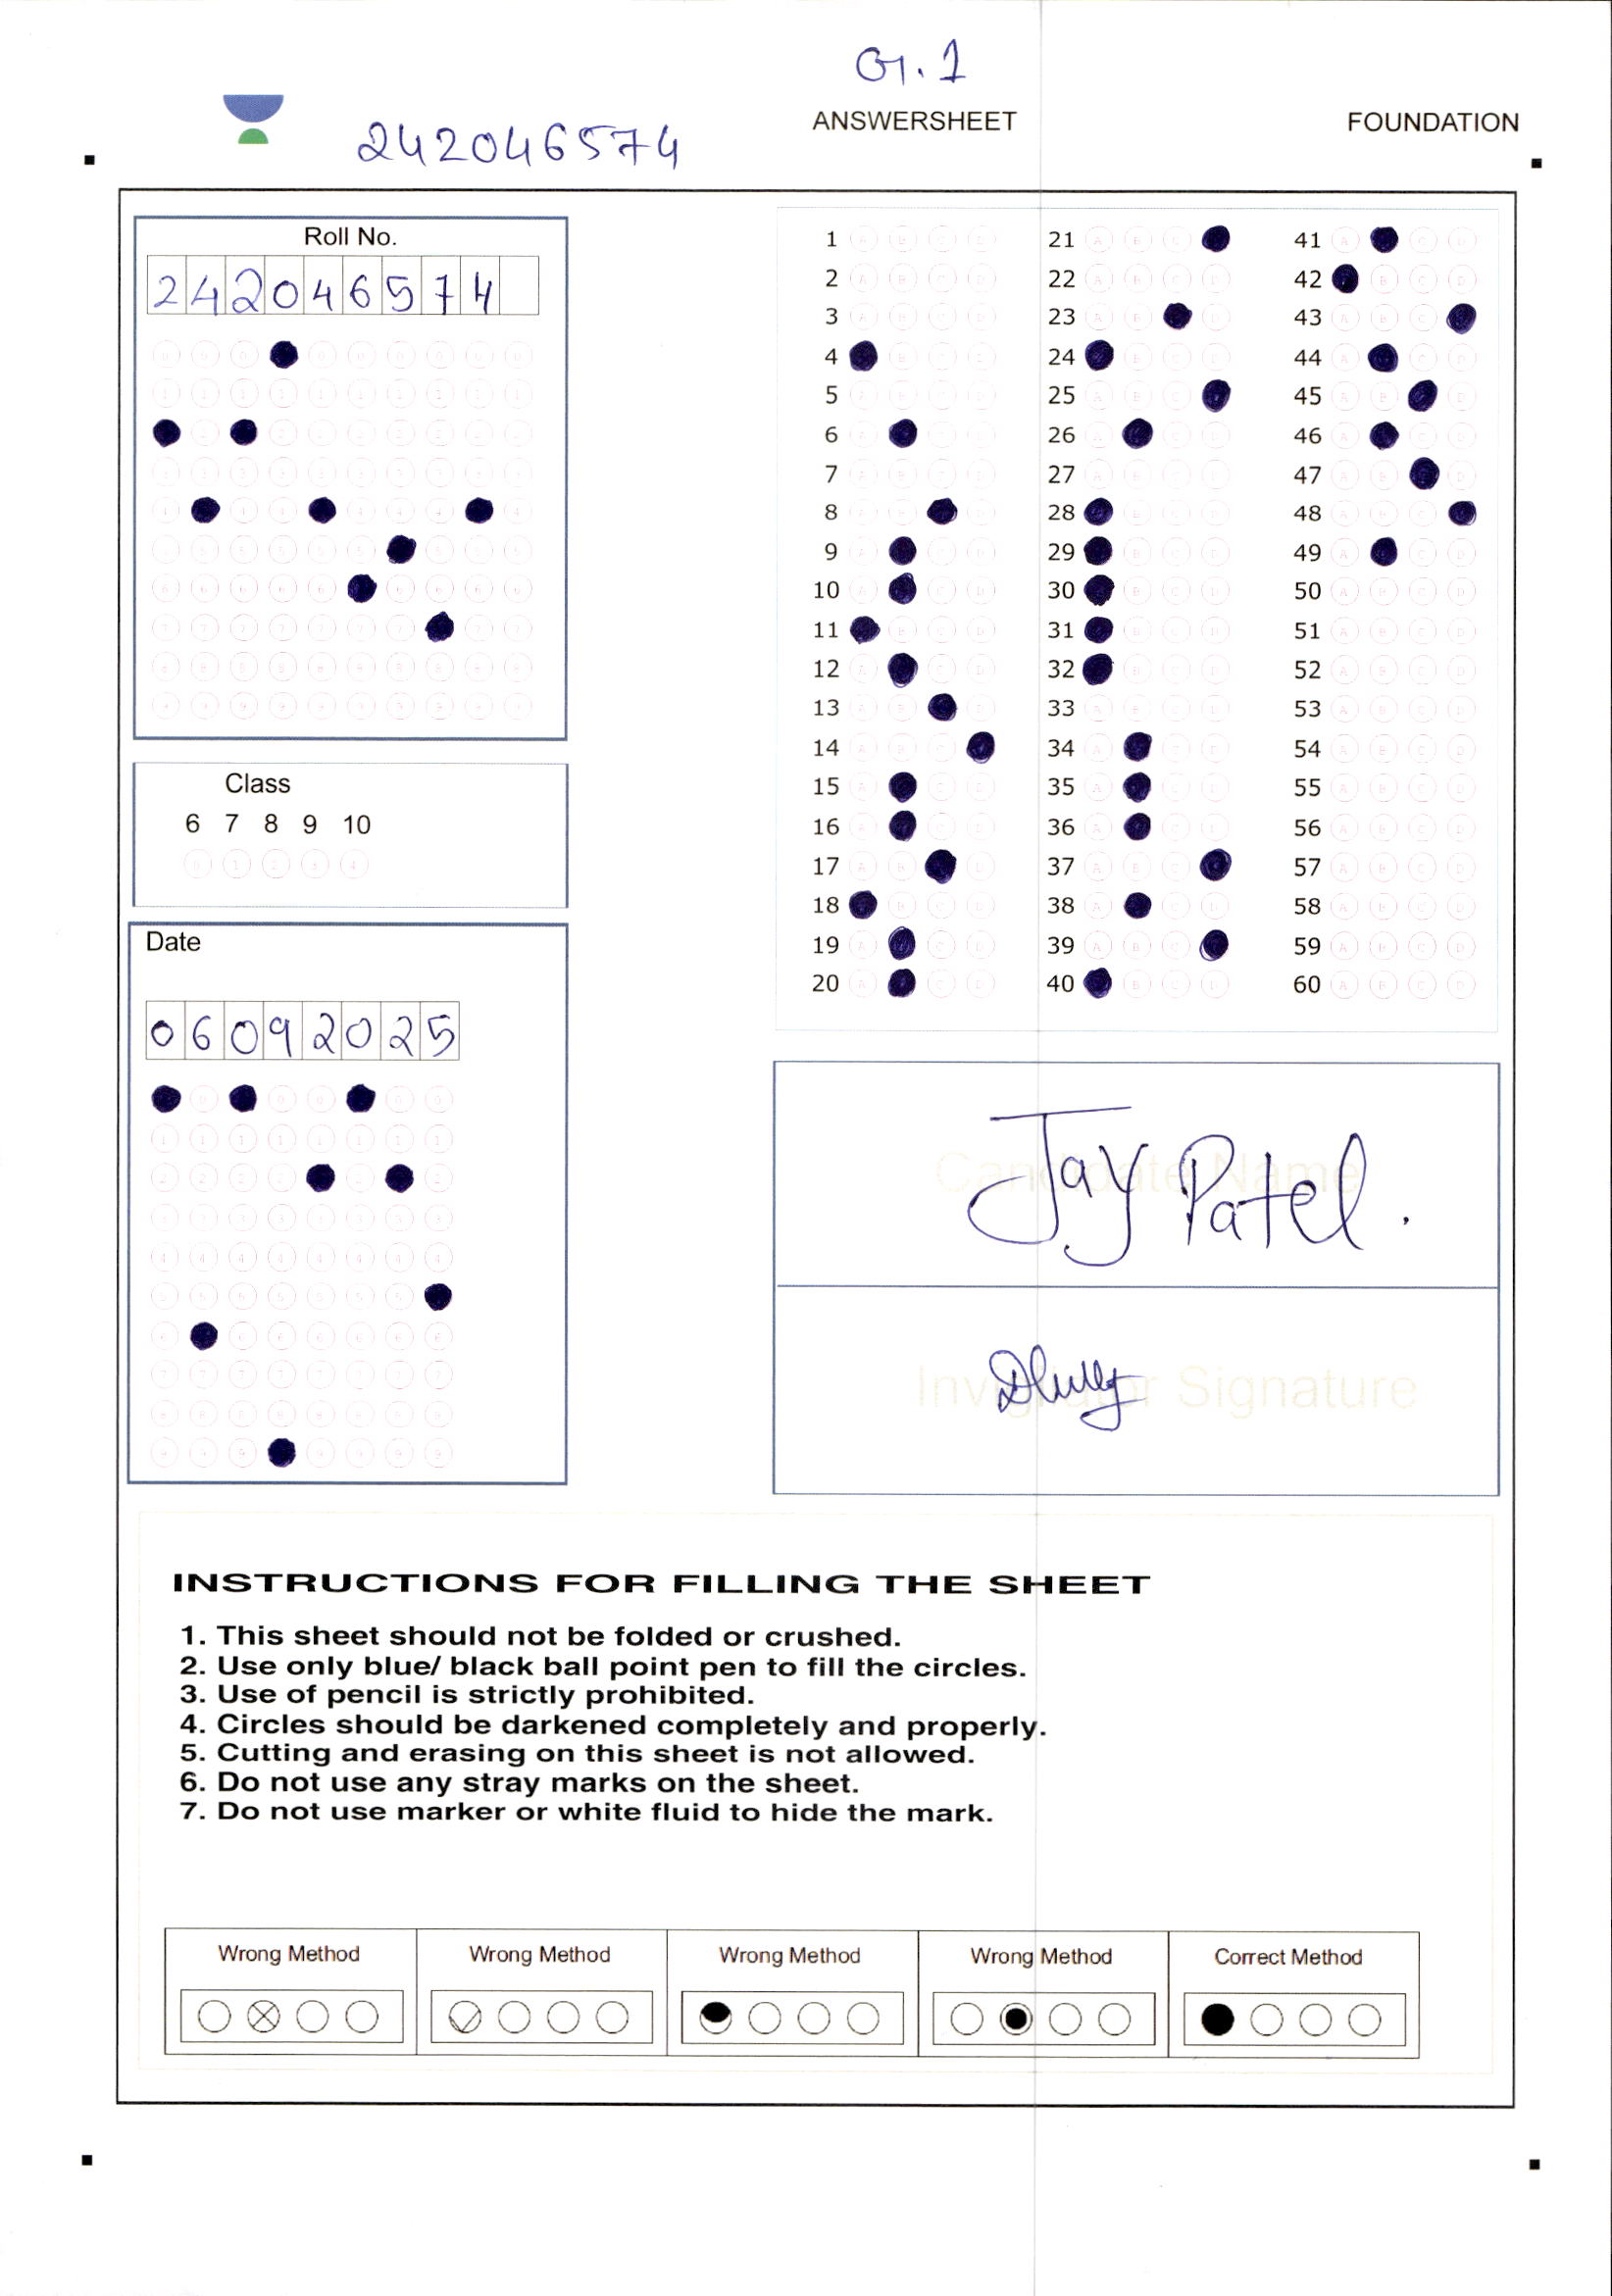 G.1
ANSWERSHEET
FOUNDATION
242046574
Roll No.
2 4 2 0 4 6 5 7 4
Class
6 7 8 9 10
Date
0 6 0 9 2 0 2 5
1 A B C D
2 A B C D
3 A B C D
4 B C D
5 A B C D
6 A C D
7 A B C D
8 A B D
9 A C D
10 A C D
11 B C D
12 A C D
13 A B D
14 A B C
15 A C D
16 A C D
17 A B D
18 B C D
19 A C D
20 A C D
21 A B C
22 A B C D
23 A B D
24 B C D
25 A B C
26 A C D
27 A B C D
28 B C D
29 B C D
30 B C D
31 B C D
32 B C D
33 A B C D
34 A C D
35 A C D
36 A C D
37 A B C
38 A C D
39 A B C
40 B C D
41 A C D
42 B C D
43 A B C
44 A C D
45 A B D
46 A C D
47 A B D
48 A B C
49 A C D
50 A B C D
51 A B C D
52 A B C D
53 A B C D
54 A B C D
55 A B C D
56 A B C D
57 A B C D
58 A B C D
59 A B C D
60 A B C D
Candidate Name
Jay Patel.
Invigilator Signature
INSTRUCTIONS FOR FILLING THE SHEET
1. This sheet should not be folded or crushed.
2. Use only blue/ black ball point pen to fill the circles.
3. Use of pencil is strictly prohibited.
4. Circles should be darkened completely and properly.
5. Cutting and erasing on this sheet is not allowed.
6. Do not use any stray marks on the sheet.
7. Do not use marker or white fluid to hide the mark.
Wrong Method
Wrong Method
Wrong Method
Wrong Method
Correct Method